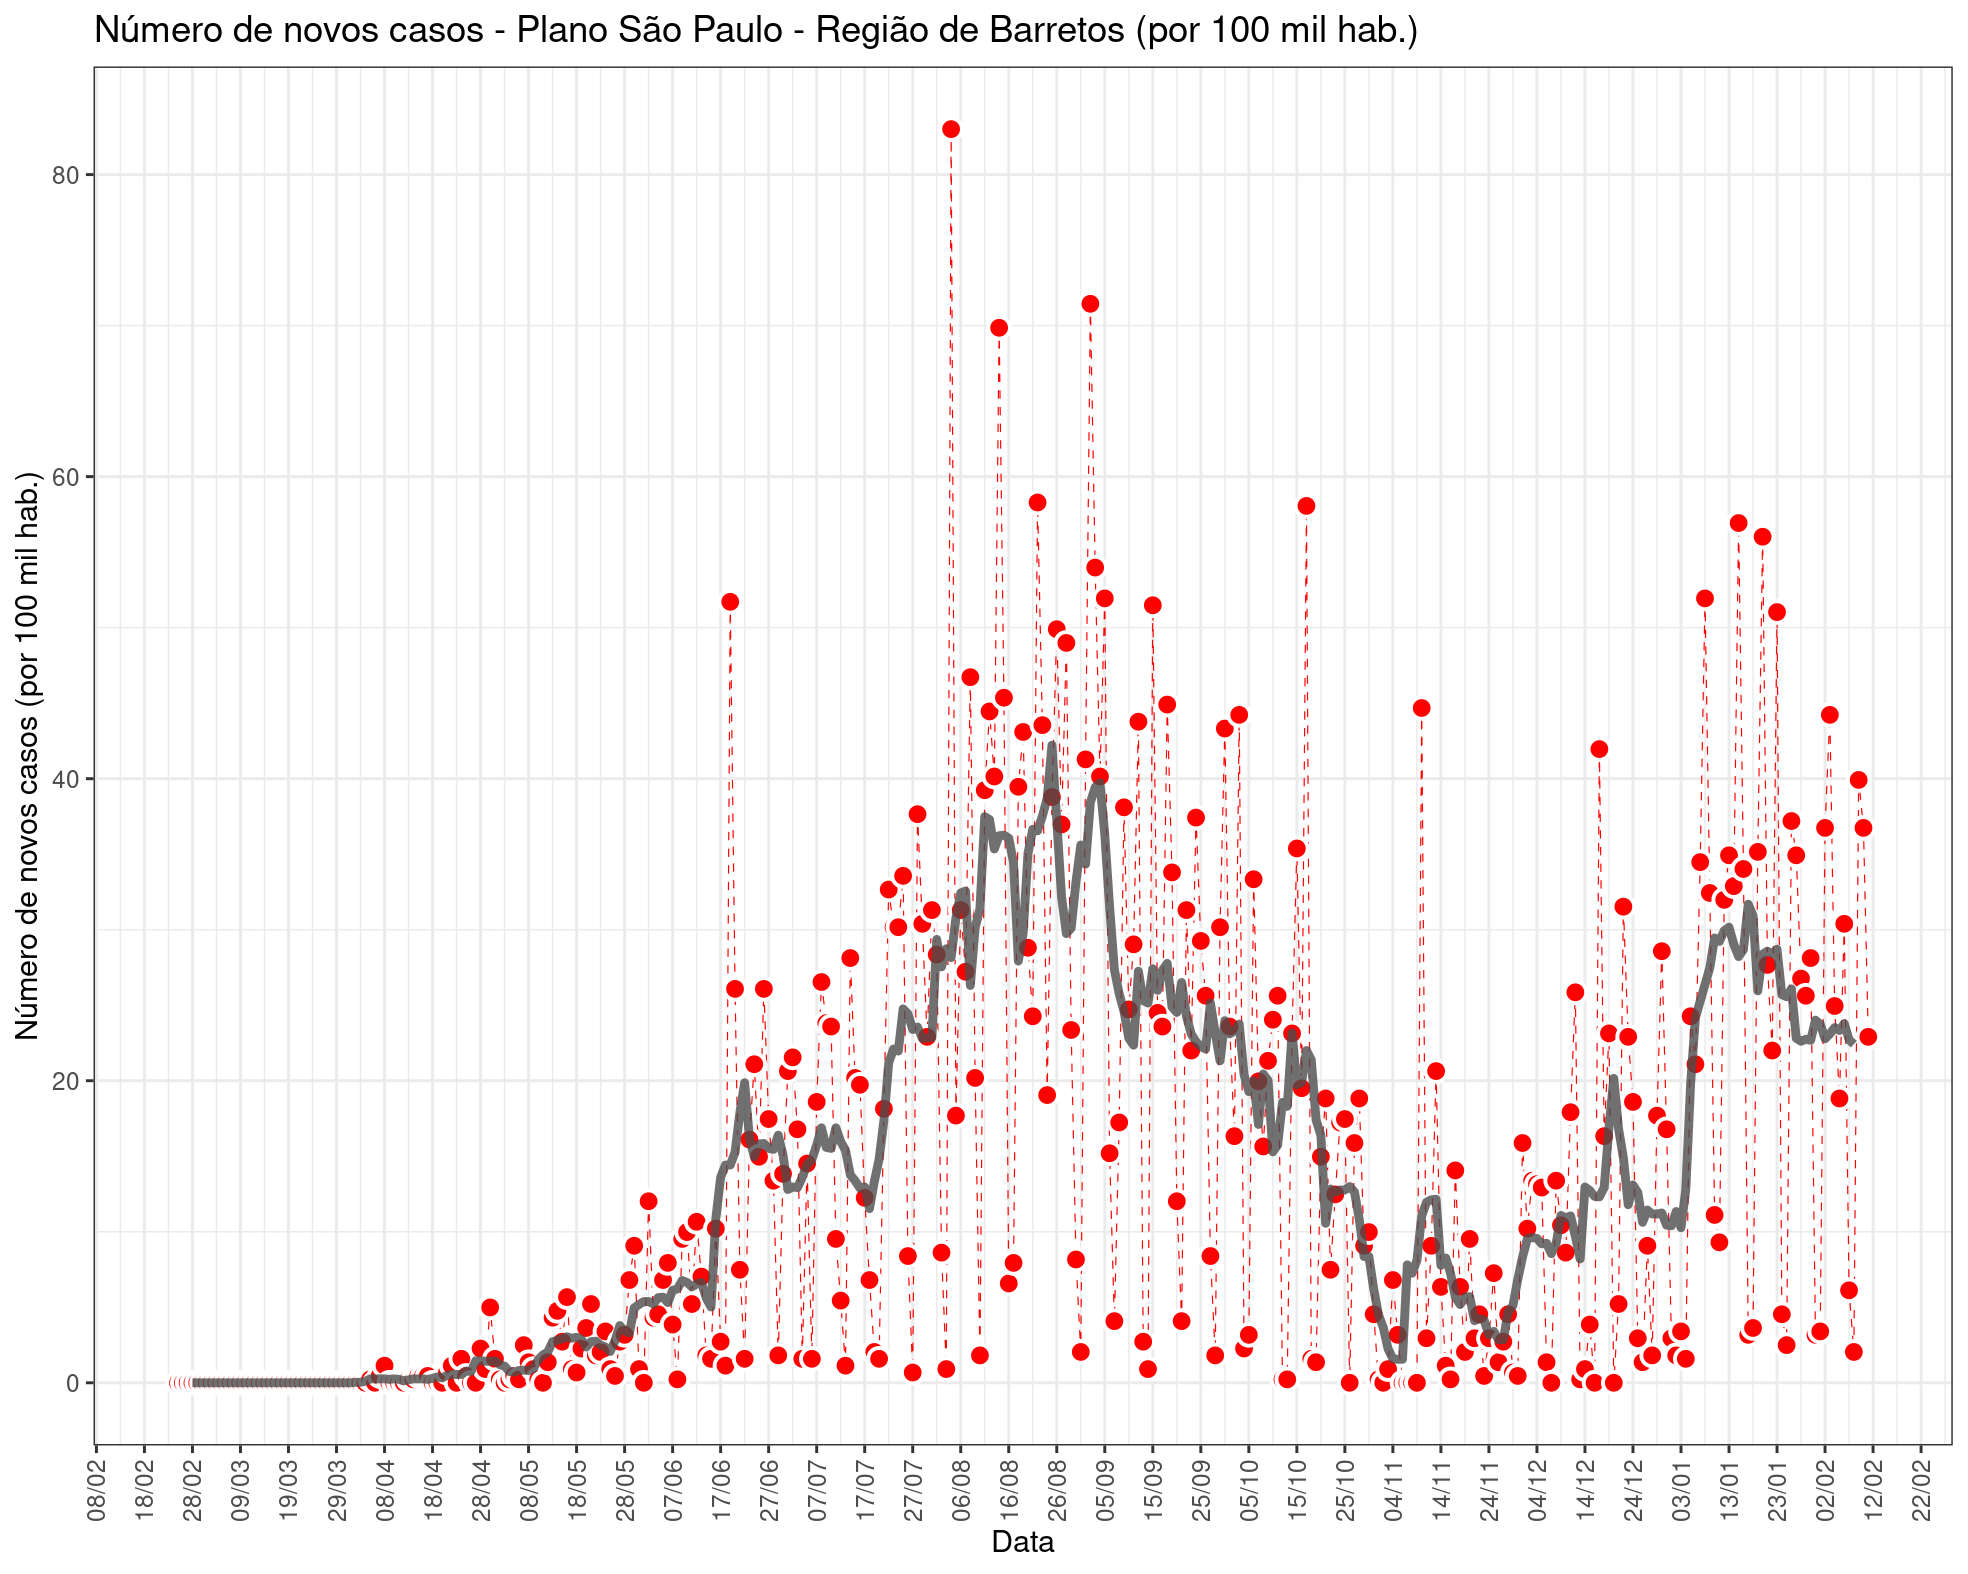 Número de novos casos - Plano São Paulo - Região de Barretos (por 100 mil hab.)
Número de novos casos (por 100 mil hab.)
80
60
40
20
0
08/02 18/02 28/02 09/03 19/03 29/03 08/04 18/04 28/04 08/05 18/05 28/05 07/06 17/06 27/06 07/07 17/07 27/07 06/08 16/08 26/08 05/09 15/09 25/09 05/10 15/10 25/10 04/11 14/11 24/11 04/12 14/12 24/12 03/01 13/01 23/01 02/02 12/02 22/02
Data